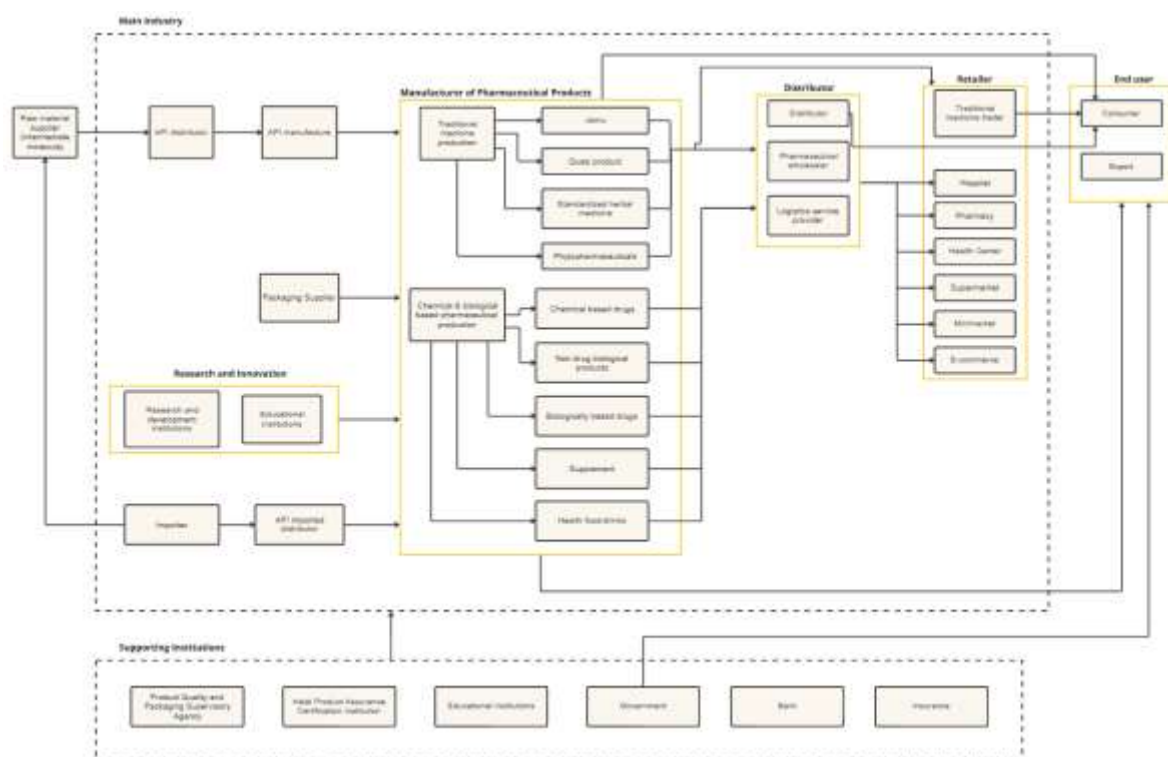 Main Industry
Manufacturer of Pharmaceutical Products
Distributor
Retailer
End user
Raw material
supplier
(intermediate
materials)
API distributor
API manufacture
Traditional
medicine
production
Jamu
Quasi product
Standardized herbal
medicine
Phytopharmaceuticals
Distributor
Pharmaceutical
wholesaler
Logistics service
provider
Traditional
medicine trader
Hospital
Pharmacy
Health Center
Supermarket
Minimarket
E-commerce
Consumer
Export
Packaging Supplier
Chemical & biological
based pharmaceutical
production
Chemical based drugs
Non drug biological
products
Biologically based drugs
Supplement
Health food/drinks
Research and Innovation
Research and
development
institutions
Educational
institutions
Importer
API imported
distributor
Supporting Institutions
Product Quality and
Packaging Supervisory
Agency
Halal Product Assurance
Certification Institution
Educational Institutions
Government
Bank
Insurance